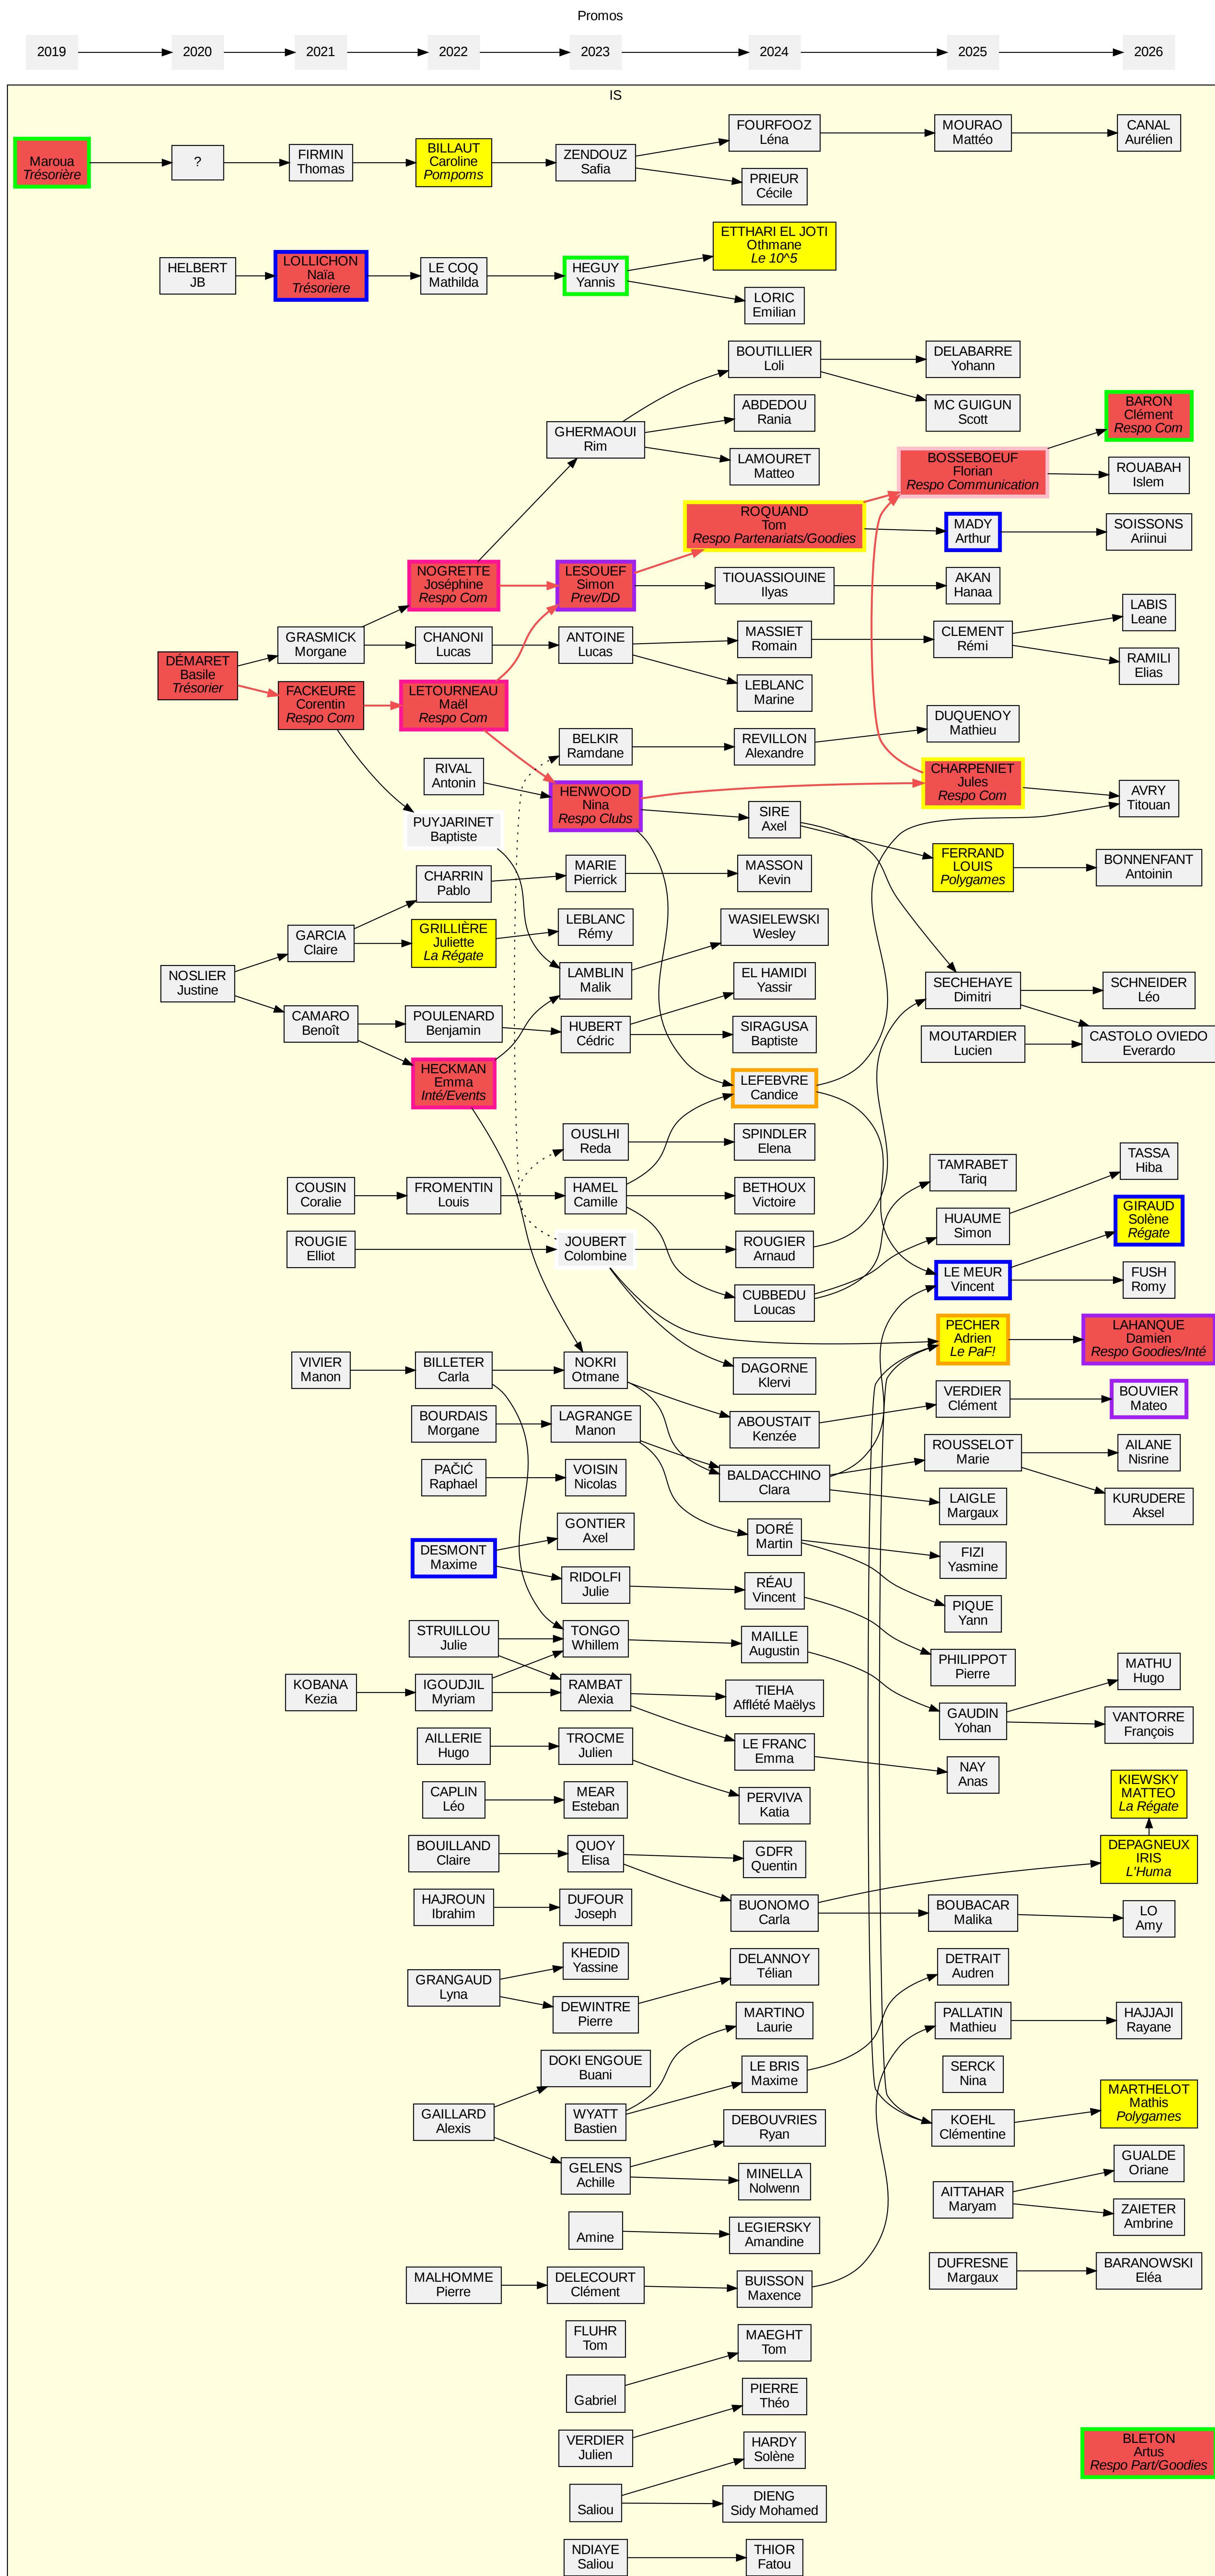 Promos
2019
2020
2021
2022
2023
2024
2025
2026
IS
Maroua
Trésorière
?
FIRMIN
Thomas
BILLAUT
Caroline
Pompoms
ZENDOUZ
Safia
FOURFOOZ
Léna
MOURAO
Mattéo
CANAL
Aurélien
PRIEUR
Cécile
HELBERT
JB
LOLLICHON
Naïa
Trésoriere
LE COQ
Mathilda
HEGUY
Yannis
ETTHARI EL JOTI
Othmane
Le 10^5
LORIC
Emilian
BOUTILLIER
Loli
DELABARRE
Yohann
GHERMAOUI
Rim
ABDEDOU
Rania
MC GUIGUN
Scott
BARON
Clément
Respo Com
LAMOURET
Matteo
BOSSEBOEUF
Florian
Respo Communication
ROUABAH
Islem
ROQUAND
Tom
Respo Partenariats/Goodies
MADY
Arthur
SOISSONS
Ariinui
NOGRETTE
Joséphine
Respo Com
LESOUEF
Simon
Prev/DD
TIOUASSIOUINE
Ilyas
AKAN
Hanaa
LABIS
Leane
GRASMICK
Morgane
CHANONI
Lucas
ANTOINE
Lucas
MASSIET
Romain
CLEMENT
Rémi
RAMILI
Elias
DÉMARET
Basile
Trésorier
FACKEURE
Corentin
Respo Com
LETOURNEAU
Maël
Respo Com
LEBLANC
Marine
DUQUENOY
Mathieu
BELKIR
Ramdane
REVILLON
Alexandre
RIVAL
Antonin
HENWOOD
Nina
Respo Clubs
CHARPENIET
Jules
Respo Com
AVRY
Titouan
PUYJARINET
Baptiste
SIRE
Axel
FERRAND
LOUIS
Polygames
BONNENFANT
Antoinin
CHARRIN
Pablo
MARIE
Pierrick
MASSON
Kevin
GARCIA
Claire
GRILLIÈRE
Juliette
La Régate
LEBLANC
Rémy
WASIELEWSKI
Wesley
NOSLIER
Justine
LAMBLIN
Malik
EL HAMIDI
Yassir
SECHEHAYE
Dimitri
SCHNEIDER
Léo
CAMARO
Benoît
POULENARD
Benjamin
HUBERT
Cédric
SIRAGUSA
Baptiste
MOUTARDIER
Lucien
CASTOLO OVIEDO
Everardo
HECKMAN
Emma
Inté/Events
LEFEBVRE
Candice
OUSLHI
Reda
SPINDLER
Elena
TAMRABET
Tariq
TASSA
Hiba
COUSIN
Coralie
FROMENTIN
Louis
HAMEL
Camille
BETHOUX
Victoire
HUAUME
Simon
GIRAUD
Solène
Régate
ROUGIE
Elliot
JOUBERT
Colombine
ROUGIER
Arnaud
LE MEUR
Vincent
FUSH
Romy
CUBBEDU
Loucas
PECHER
Adrien
Le PaF!
LAHANQUE
Damien
Respo Goodies/Inté
VIVIER
Manon
BILLETER
Carla
NOKRI
Otmane
DAGORNE
Klervi
VERDIER
Clément
BOUVIER
Mateo
BOURDAIS
Morgane
LAGRANGE
Manon
ABOUSTAIT
Kenzée
ROUSSELOT
Marie
AILANE
Nisrine
PAČIĆ
Raphael
VOISIN
Nicolas
BALDACCHINO
Clara
LAIGLE
Margaux
KURUDERE
Aksel
DESMONT
Maxime
GONTIER
Axel
DORÉ
Martin
FIZI
Yasmine
RIDOLFI
Julie
RÉAU
Vincent
PIQUE
Yann
STRUILLOU
Julie
TONGO
Whillem
MAILLE
Augustin
PHILIPPOT
Pierre
MATHU
Hugo
KOBANA
Kezia
IGOUDJIL
Myriam
RAMBAT
Alexia
TIEHA
Afflété Maëlys
GAUDIN
Yohan
VANTORRE
François
AILLERIE
Hugo
TROCME
Julien
LE FRANC
Emma
NAY
Anas
KIEWSKY
MATTEO
La Régate
CAPLIN
Léo
MEAR
Esteban
PERVIVA
Katia
BOUILLAND
Claire
QUOY
Elisa
GDFR
Quentin
DEPAGNEUX
IRIS
L'Huma
HAJROUN
Ibrahim
DUFOUR
Joseph
BUONOMO
Carla
BOUBACAR
Malika
LO
Amy
GRANGAUD
Lyna
KHEDID
Yassine
DELANNOY
Télian
DETRAIT
Audren
DEWINTRE
Pierre
MARTINO
Laurie
PALLATIN
Mathieu
HAJJAJI
Rayane
DOKI ENGOUE
Buani
LE BRIS
Maxime
SERCK
Nina
MARTHELOT
Mathis
Polygames
GAILLARD
Alexis
WYATT
Bastien
DEBOUVRIES
Ryan
KOEHL
Clémentine
GUALDE
Oriane
GELENS
Achille
MINELLA
Nolwenn
AITTAHAR
Maryam
ZAIETER
Ambrine
Amine
LEGIERSKY
Amandine
DUFRESNE
Margaux
BARANOWSKI
Eléa
MALHOMME
Pierre
DELECOURT
Clément
BUISSON
Maxence
FLUHR
Tom
MAEGHT
Tom
Gabriel
PIERRE
Théo
VERDIER
Julien
HARDY
Solène
BLETON
Artus
Respo Part/Goodies
Saliou
DIENG
Sidy Mohamed
NDIAYE
Saliou
THIOR
Fatou